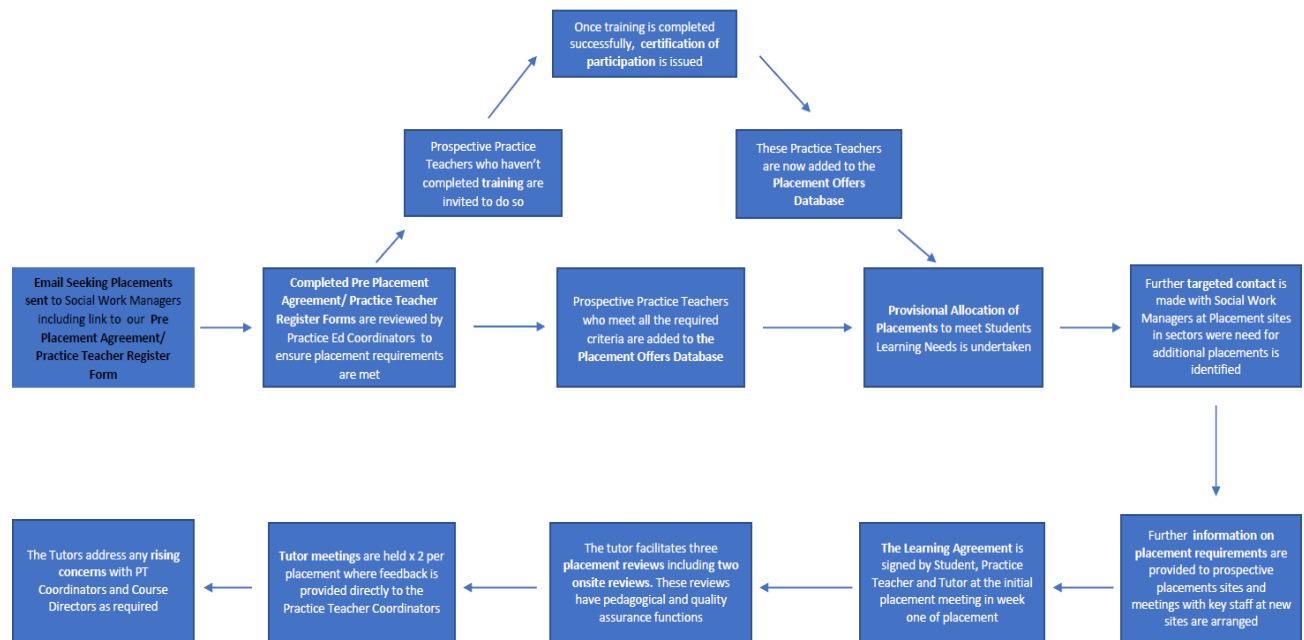 Once training is completed
successfully, certification of
participation is issued
Prospective Practice
Teachers who haven't
completed training are
invited to do so
These Practice Teachers
are now added to the
Placement Offers
Database
Email Seeking Placements
sent to Social Work Managers
including link to our Pre
Placement Agreement/
Practice Teacher Register
Form
Completed Pre Placement
Agreement/ Practice Teacher
Register Forms are reviewed by
Practice Ed Coordinators to
ensure placement requirements
are met
Prospective Practice Teachers
who meet all the required
criteria are added to the
Placement Offers Database
Provisional Allocation of
Placements to meet Students
Learning Needs is undertaken
Further targeted contact is
made with Social Work
Managers at Placement sites
in sectors were need for
additional placements is
identified
Further information on
placement requirements are
provided to prospective
placements sites and
meetings with key staff at new
sites are arranged
The Learning Agreement is
signed by Student, Practice
Teacher and Tutor at the initial
placement meeting in week
one of placement
The tutor facilitates three
placement reviews including two
onsite reviews. These reviews
have pedagogical and quality
assurance functions
Tutor meetings are held x 2 per
placement where feedback is
provided directly to the
Practice Teacher Coordinators
The Tutors address any rising
concerns with PT
Coordinators and Course
Directors as required